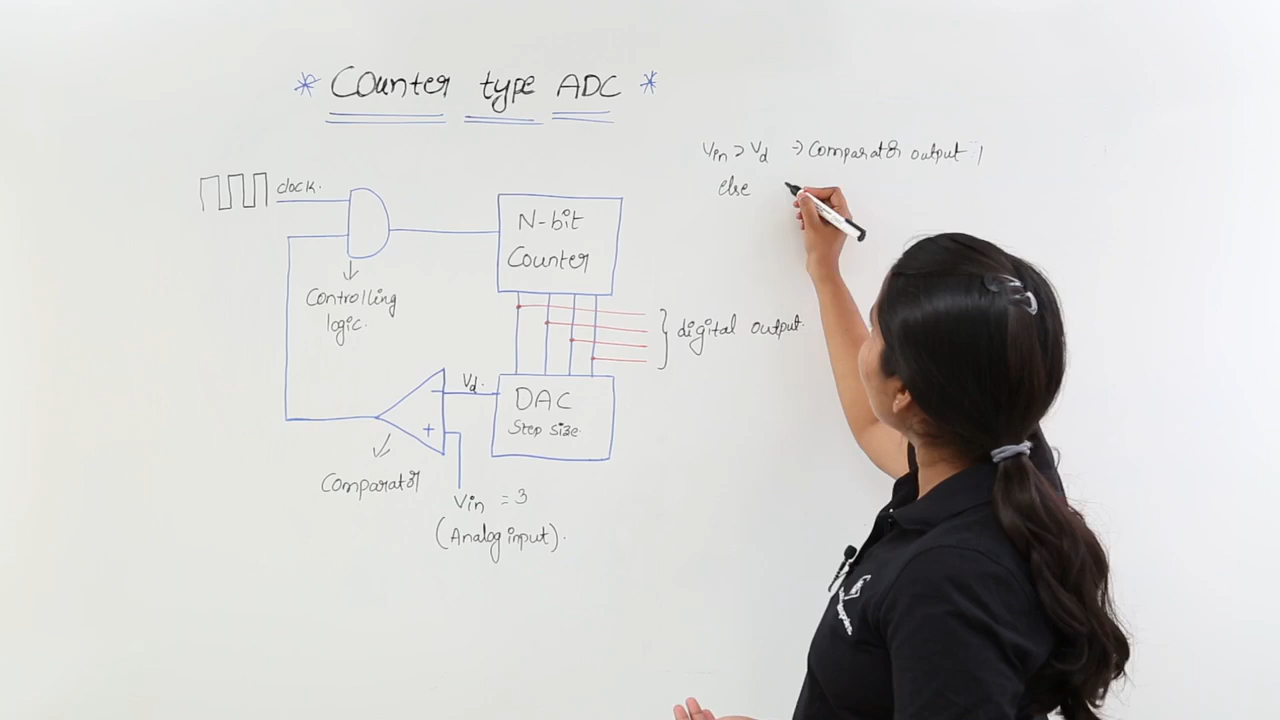 * Counter type ADC *
Vin > Vd → Comparator output 1
else
clock.
N-bit
Counter
Controlling
logic.
} digital output.
Vd.
DAC
Step size.
-
+
Comparator
Vin = 3
(Analog input).